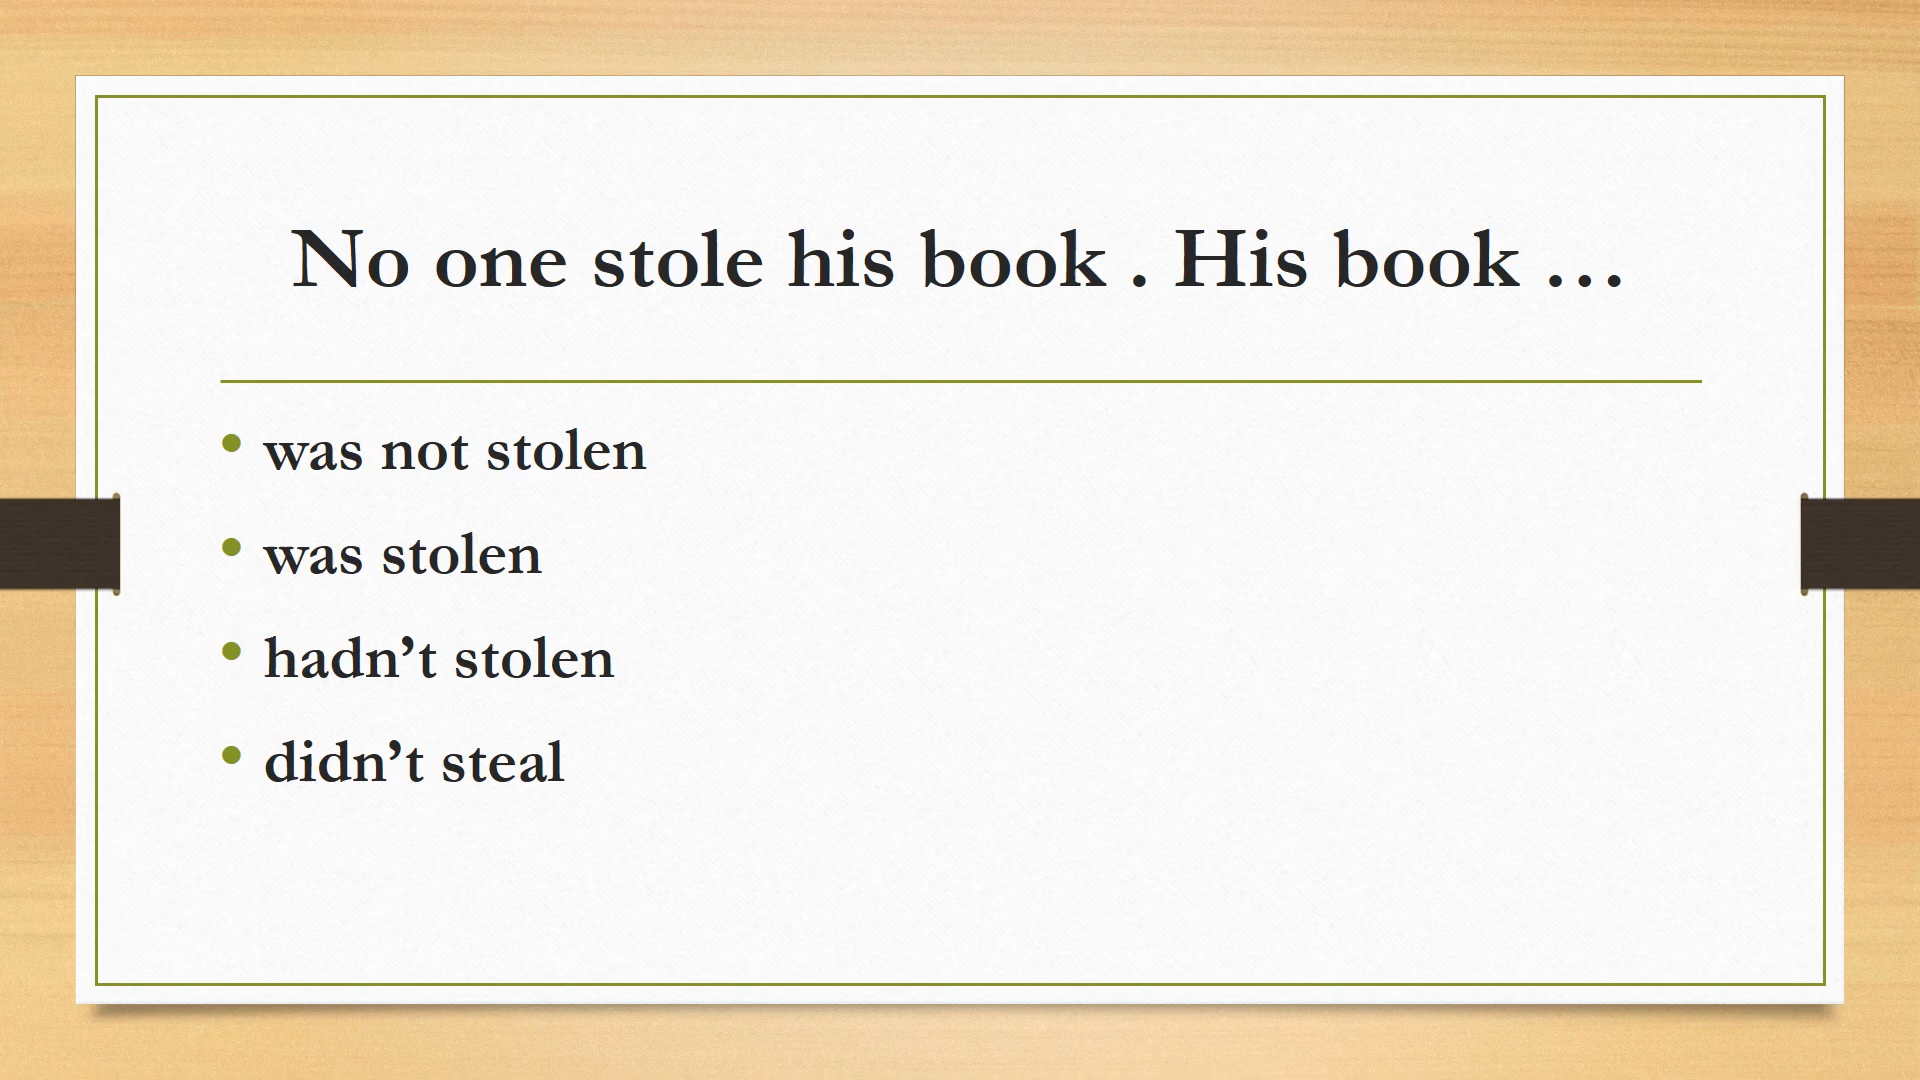 No one stole his book . His book …
• was not stolen
• was stolen
• hadn’t stolen
• didn’t steal